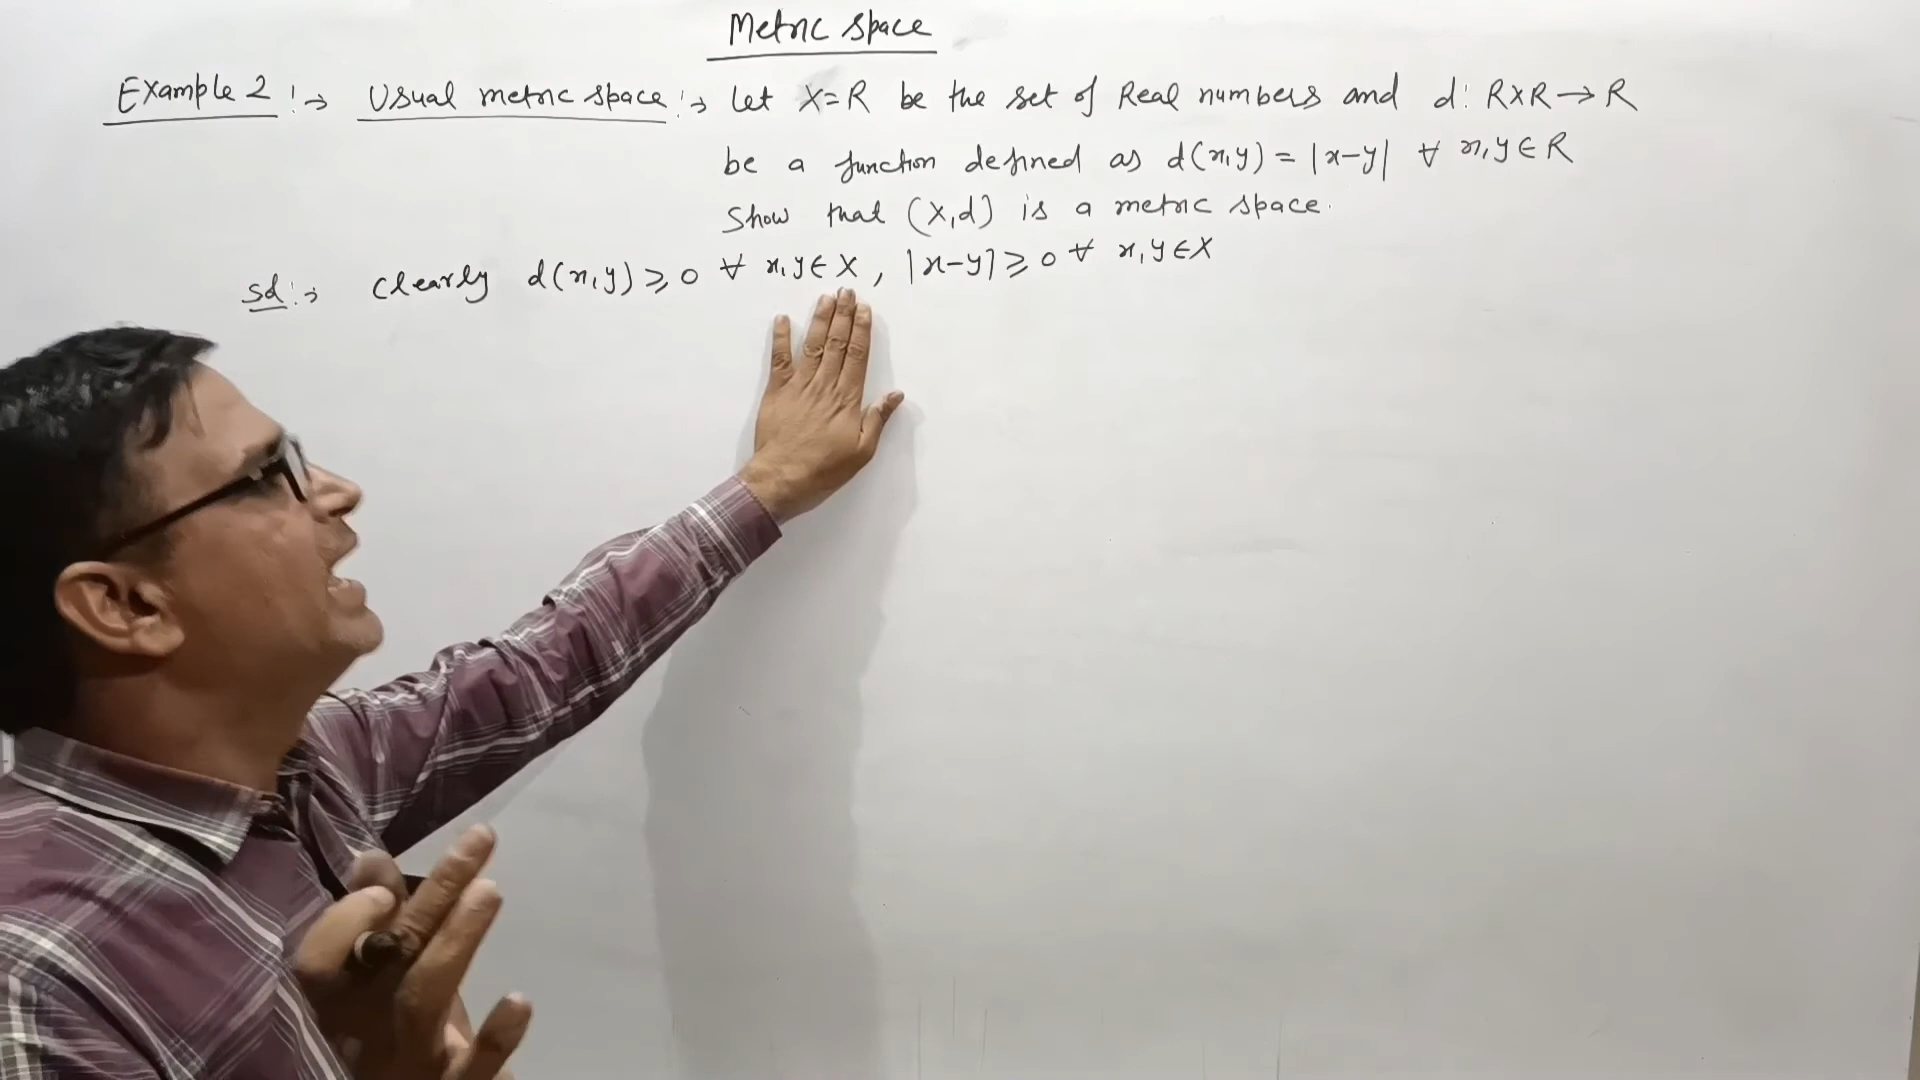 Metric space
Example 2 :→ Usual metric space :→ Let X=R be the set of Real numbers and d: R×R→R
be a function defined as d(x,y) = |x-y| ∀ x,y∈R
Show that (X,d) is a metric space.
Sol :→ Clearly d(x,y) ⩾ 0 ∀ x,y∈X , |x-y| ⩾ 0 ∀ x,y∈X